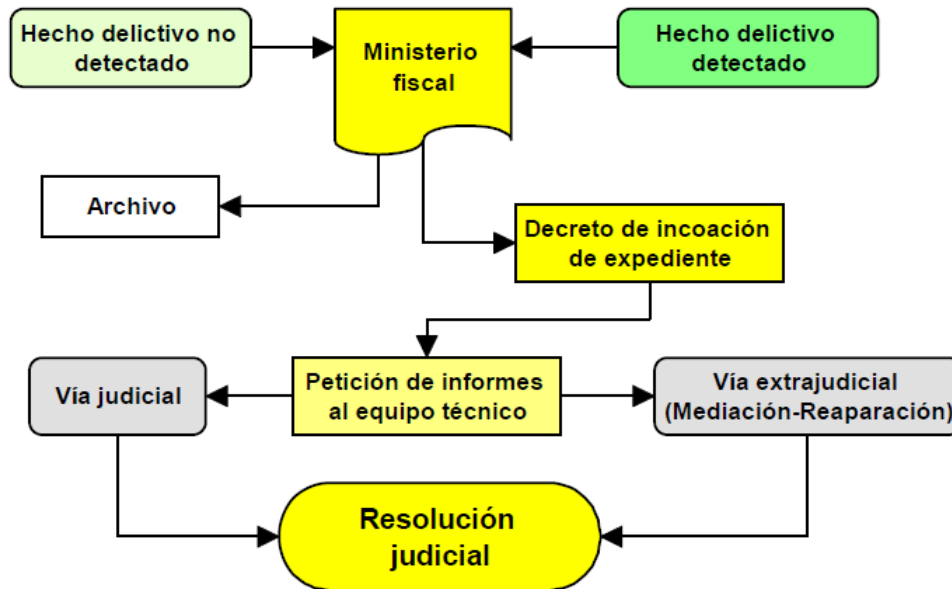 Hecho delictivo no
detectado
Ministerio
fiscal
Hecho delictivo
detectado
Archivo
Decreto de incoación
de expediente
Vía judicial
Petición de informes
al equipo técnico
Vía extrajudicial
(Mediación-Reaparación)
Resolución
judicial